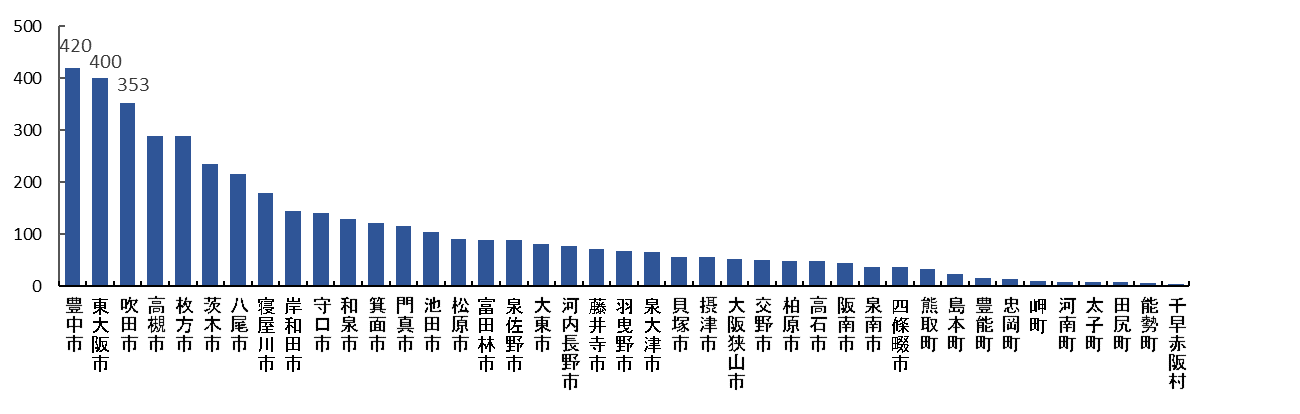 500
400
300
200
100
0
420
400
353
豊中市
東大阪市
吹田市
高槻市
枚方市
茨木市
八尾市
寝屋川市
岸和田市
守口市
和泉市
箕面市
門真市
池田市
松原市
富田林市
泉佐野市
大東市
河内長野市
藤井寺市
羽曳野市
泉大津市
貝塚市
摂津市
大阪狭山市
交野市
柏原市
高石市
阪南市
泉南市
四條畷市
熊取町
島本町
豊能町
忠岡町
岬町
河南町
太子町
田尻町
能勢町
千早赤阪村